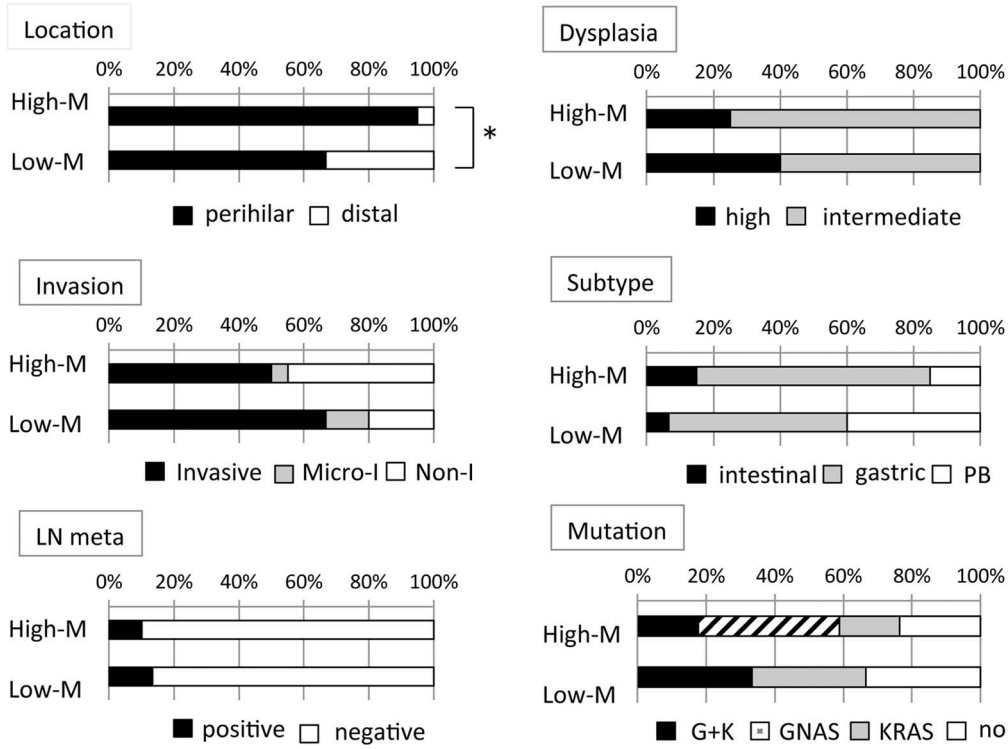 Location
0% 20% 40% 60% 80% 100%
High-M
Low-M
*
perihilar distal
Dysplasia
0% 20% 40% 60% 80% 100%
High-M
Low-M
high intermediate
Invasion
0% 20% 40% 60% 80% 100%
High-M
Low-M
Invasive Micro-I Non-I
Subtype
0% 20% 40% 60% 80% 100%
High-M
Low-M
intestinal gastric PB
LN meta
0% 20% 40% 60% 80% 100%
High-M
Low-M
positive negative
Mutation
0% 20% 40% 60% 80% 100%
High-M
Low-M
G+K GNAS KRAS no